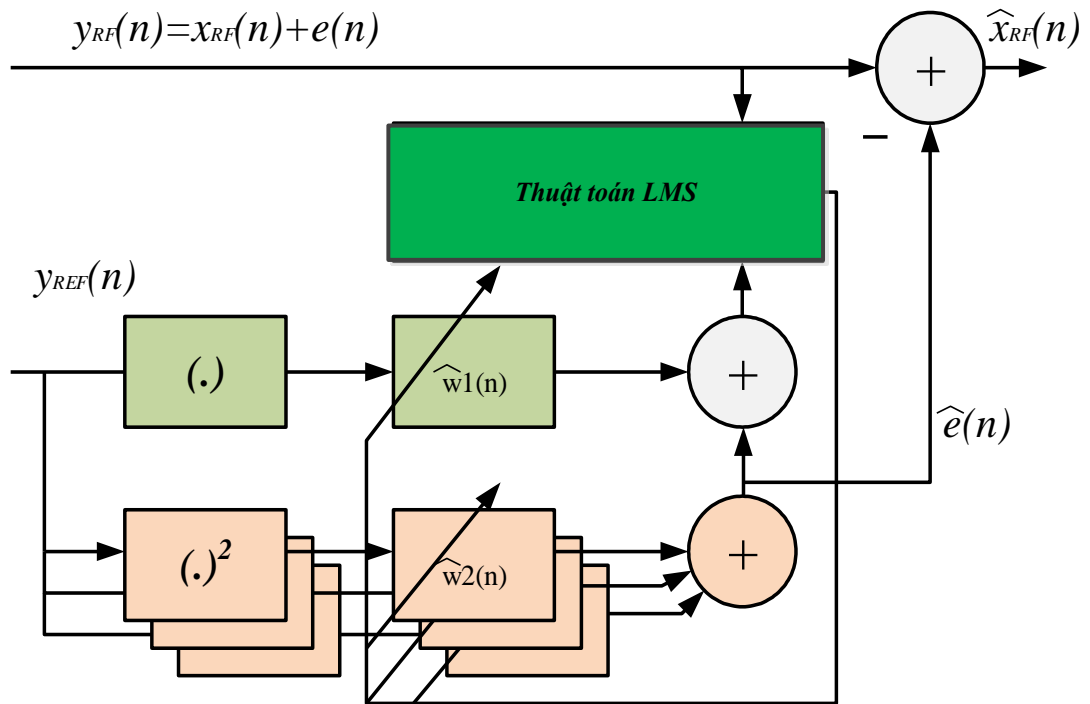 y_RF(n)=x_RF(n)+e(n)
x̂_RF(n)
+
−
Thuật toán LMS
y_REF(n)
(.)
ŵ1(n)
+
ê(n)
(.)²
ŵ2(n)
+